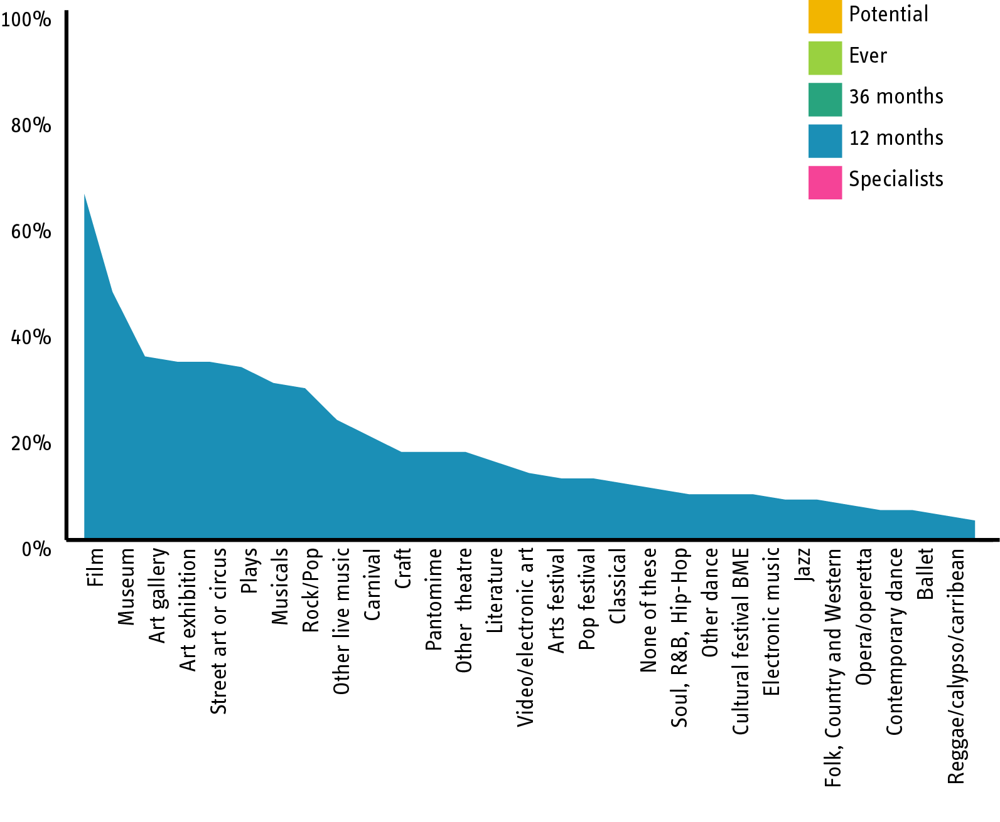 100%
80%
60%
40%
20%
0%
Potential
Ever
36 months
12 months
Specialists
Film
Museum
Art gallery
Art exhibition
Street art or circus
Plays
Musicals
Rock/Pop
Other live music
Carnival
Craft
Pantomime
Other theatre
Literature
Video/electronic art
Arts festival
Pop festival
Classical
None of these
Soul, R&B, Hip-Hop
Other dance
Cultural festival BME
Electronic music
Jazz
Folk, Country and Western
Opera/operetta
Contemporary dance
Ballet
Reggae/calypso/carribean